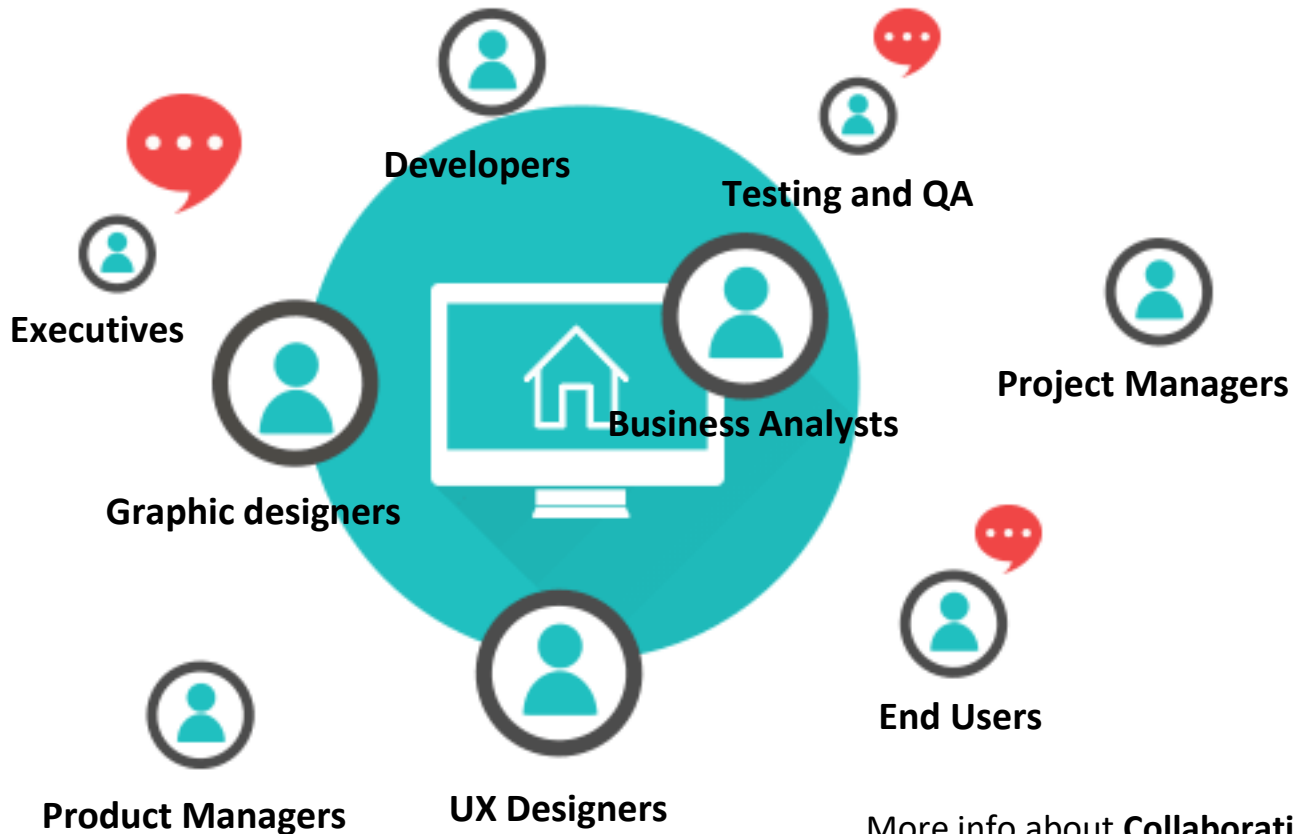 Developers
Testing and QA
Executives
Project Managers
Business Analysts
Graphic designers
End Users
UX Designers
Product Managers
More info about Collaborati